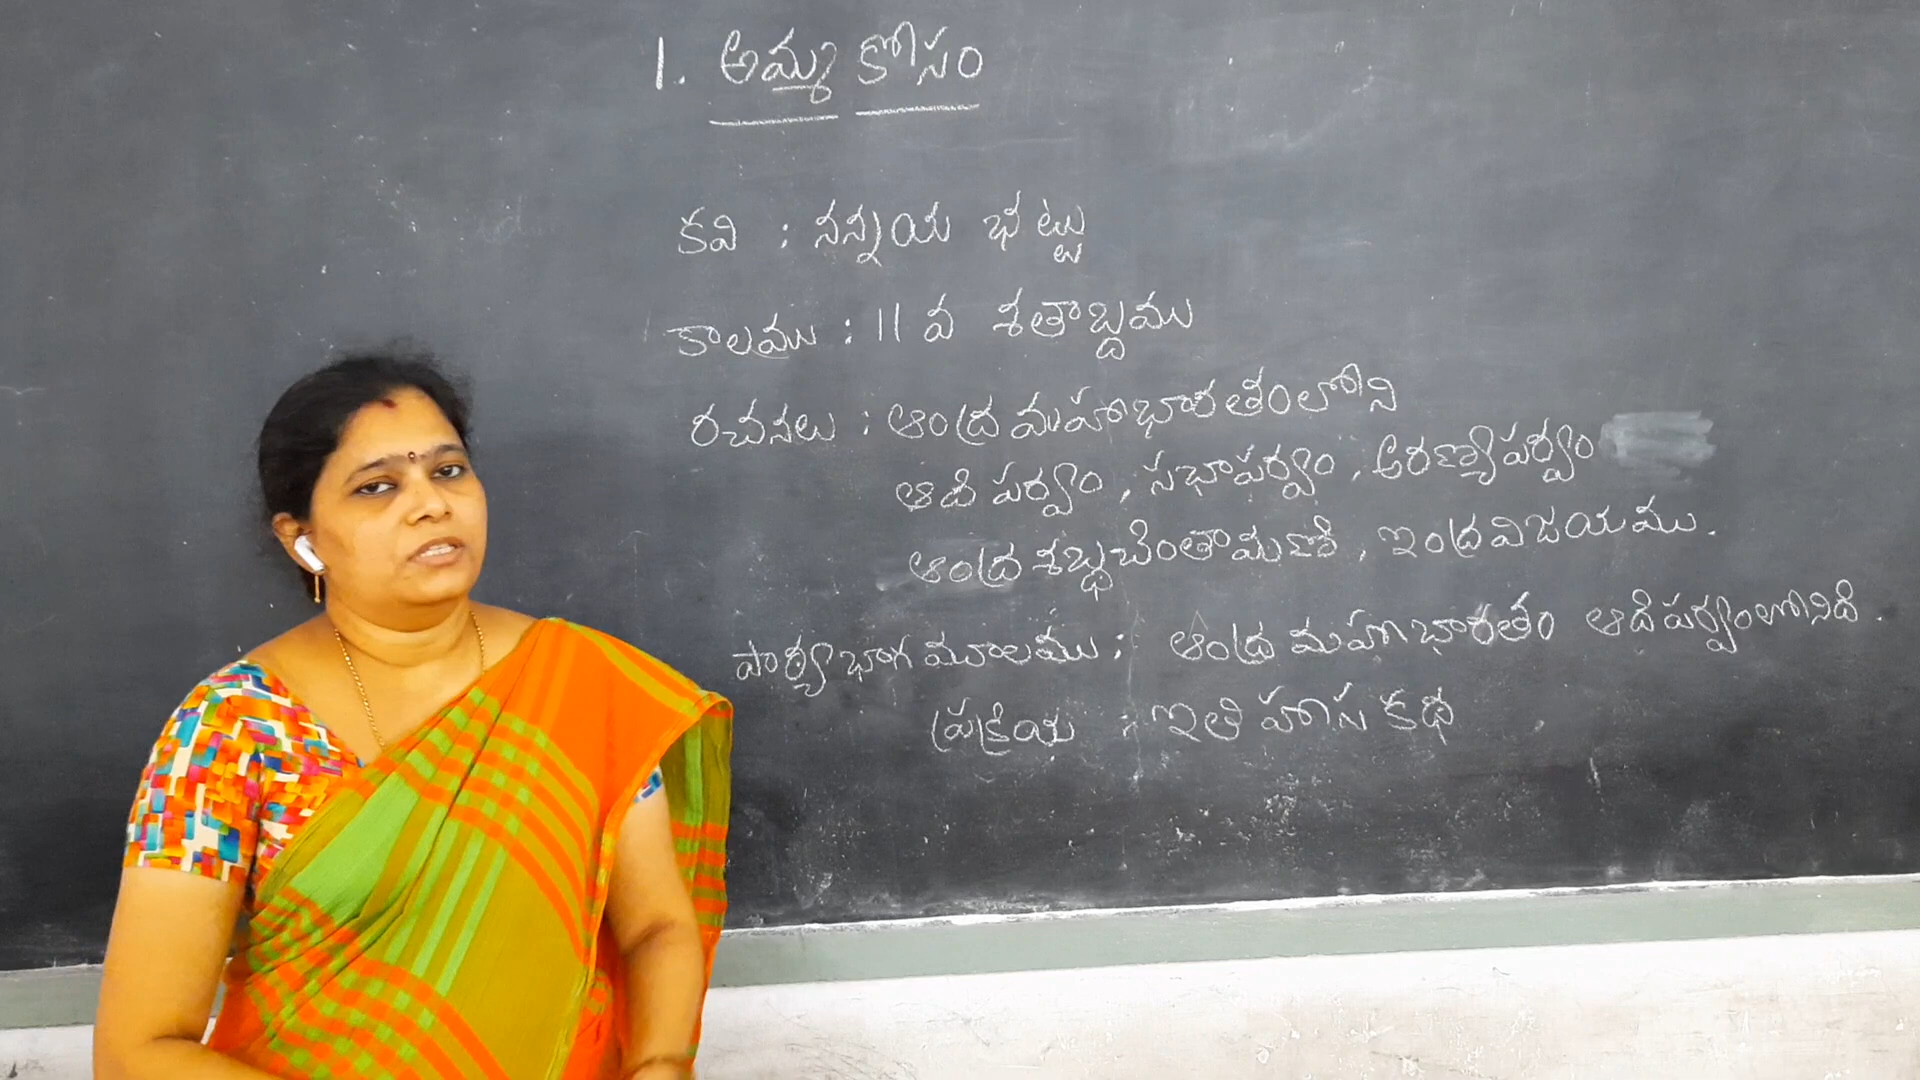 1. అమ్మ కోసం
కవి : నన్నయ భట్టు
కాలము : 11 వ శతాబ్దము
రచనలు : ఆంధ్ర మహాభారతంలోని
ఆది పర్వం, సభాపర్వం, అరణ్యపర్వం
ఆంధ్ర శబ్ధచింతామణి, ఇంద్రవిజయము.
పాఠ్యభాగ మూలము : ఆంధ్ర మహాభారతం ఆదిపర్వంలోనిది.
ప్రక్రియ : ఇతిహాస కథ